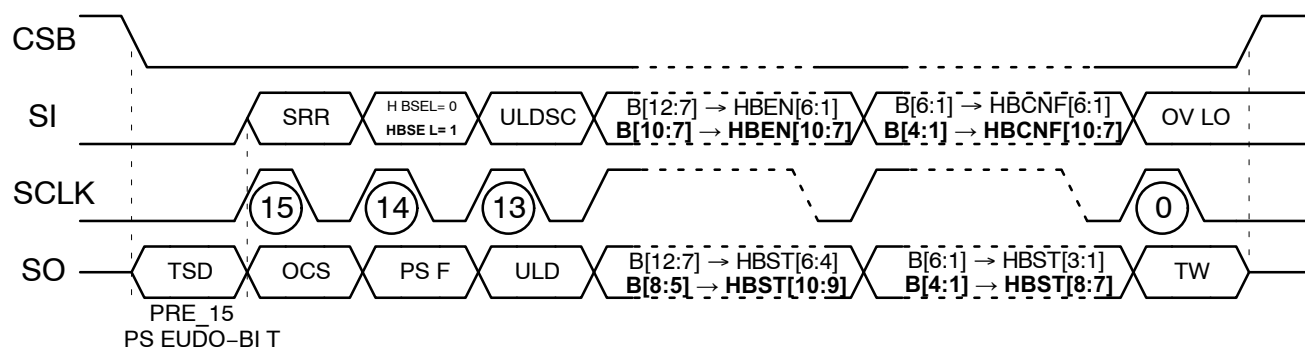 CSB
SI
SRR
H BSEL= 0
HBSE L= 1
ULDSC
B[12:7] → HBEN[6:1]
B[10:7] → HBEN[10:7]
B[6:1] → HBCNF[6:1]
B[4:1] → HBCNF[10:7]
OV LO
SCLK
15
14
13
0
SO
TSD
OCS
PS F
ULD
B[12:7] → HBST[6:4]
B[8:5] → HBST[10:9]
B[6:1] → HBST[3:1]
B[4:1] → HBST[8:7]
TW
PRE_15
PS EUDO−BI T